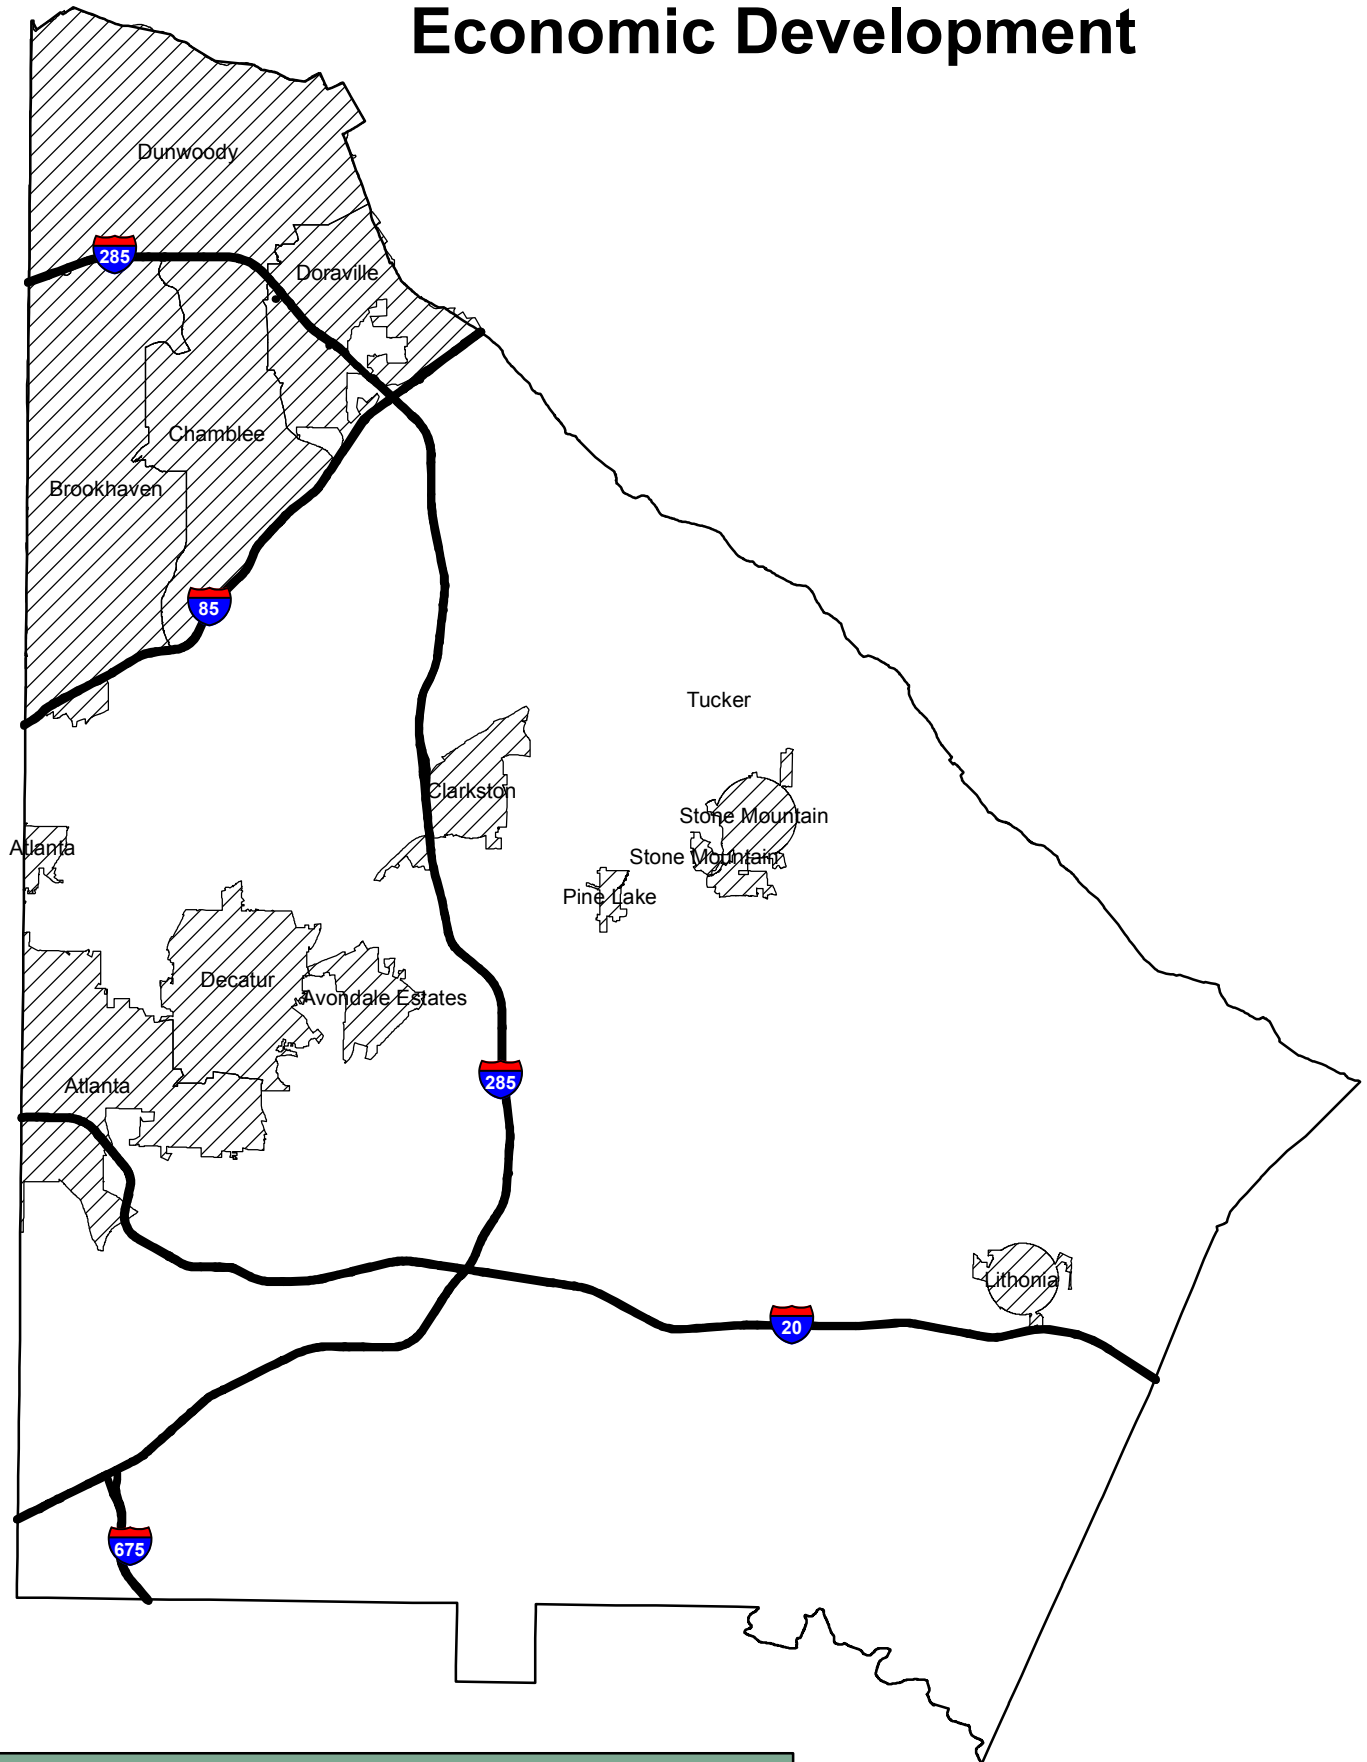 Economic Development
Dunwoody
285
Doraville
Chamblee
Brookhaven
85
Tucker
Clarkston
Stone Mountain
Atlanta
Stone Mountain
Pine Lake
Decatur
Avondale Estates
285
Atlanta
Lithonia
20
675